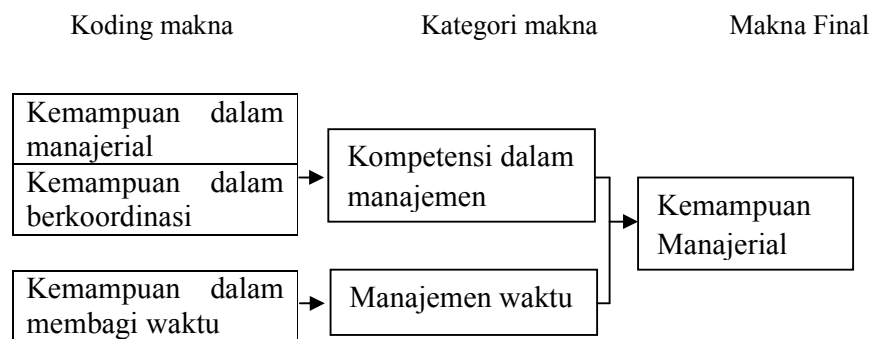 Koding makna Kategori makna Makna Final
Kemampuan dalam
manajerial
Kemampuan dalam
berkoordinasi
Kompetensi dalam
manajemen
Kemampuan
Manajerial
Kemampuan dalam
membagi waktu
Manajemen waktu